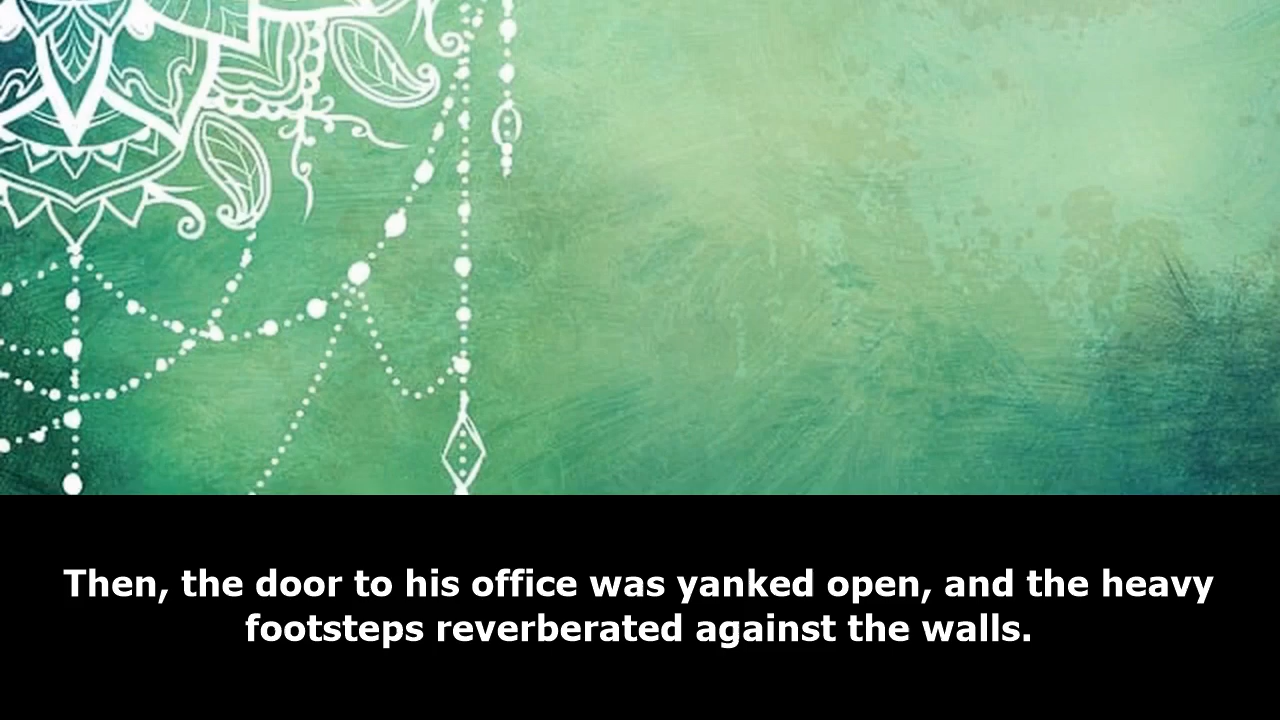 Then, the door to his office was yanked open, and the heavy
footsteps reverberated against the walls.